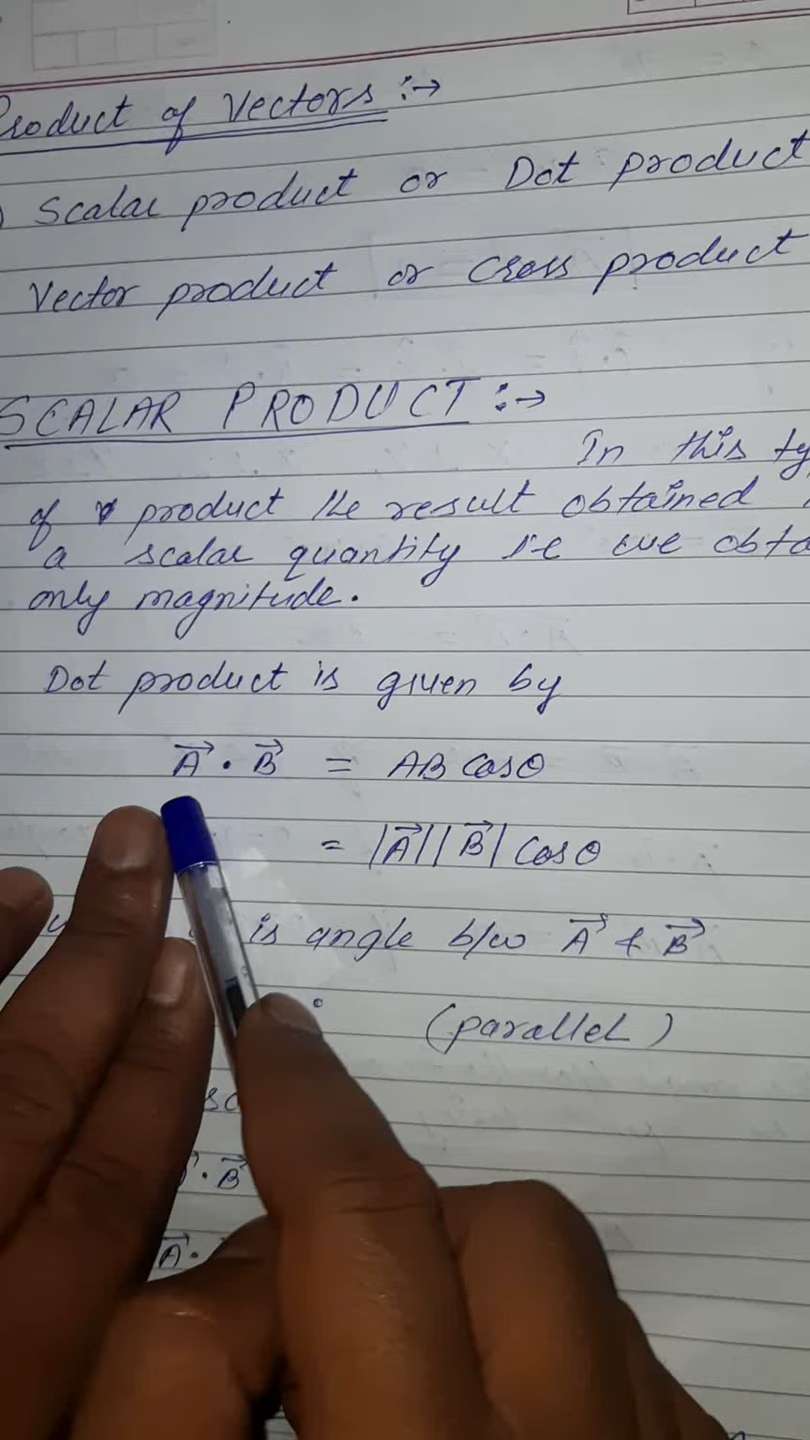 Product of Vectors :→
Scalar product or Dot product
Vector product or Cross product
SCALAR PRODUCT :→
In this
of product the result obtained
a scalar quantity i.e we
only magnitude.
Dot product is given by
A⃗ · B⃗ = AB Cosθ
= |A⃗||B⃗| Cosθ
is angle b/w A⃗ & B⃗
(parallel)
· B⃗
A⃗ ·